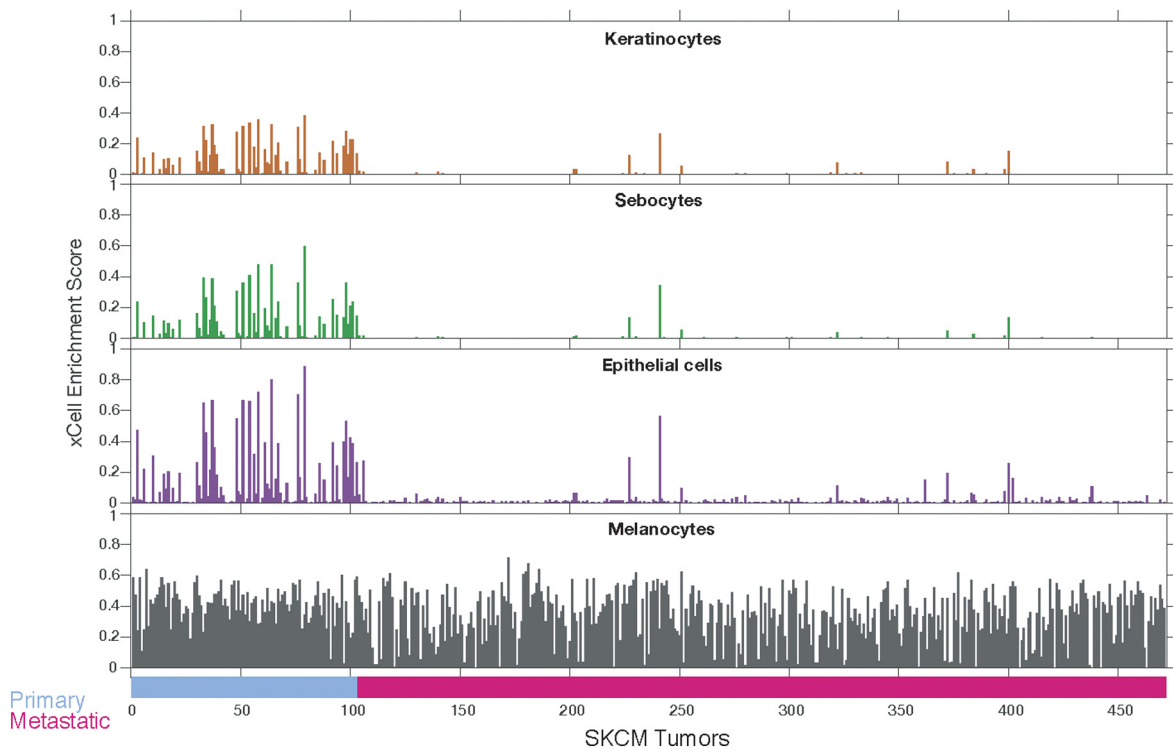 1
0.8
0.6
0.4
0.2
0
Keratinocytes
1
0.8
0.6
0.4
0.2
0
Sebocytes
1
0.8
0.6
0.4
0.2
0
Epithelial cells
1
0.8
0.6
0.4
0.2
0
Melanocytes
xCell Enrichment Score
Primary
Metastatic
0 50 100 150 200 250 300 350 400 450
SKCM Tumors